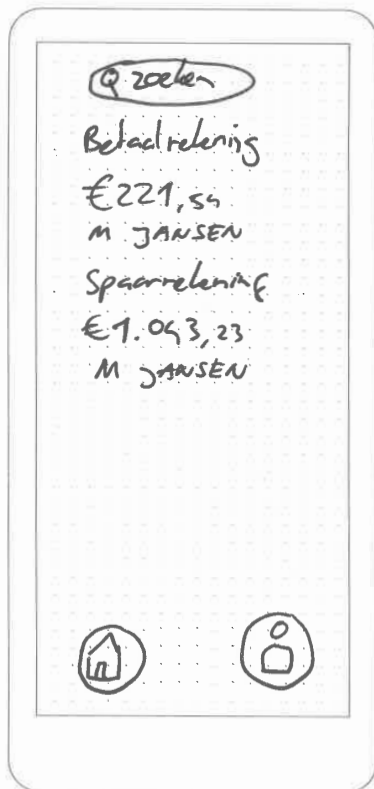 zoeken
Betaalrekening
€221,54
M JANSEN
Spaarrekening
€1.043,23
M JANSEN